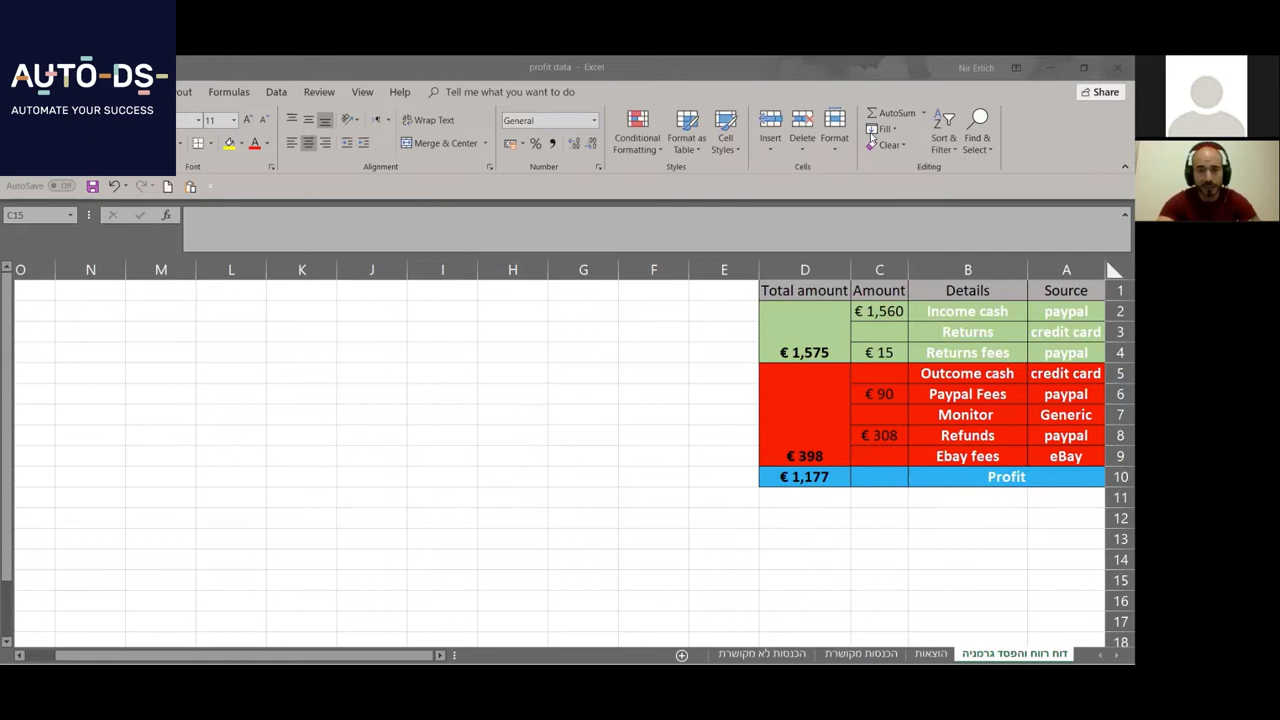 AUTO-DS-
AUTOMATE YOUR SUCCESS
profit data - Excel
Nir Erlich
out Formulas Data Review View Help Tell me what you want to do Share
11 A A Wrap Text General Conditional Formatting Format as Table Cell Styles Insert Delete Format AutoSum Fill Clear Sort & Filter Find & Select
A Merge & Center % 9
Alignment Number Styles Cells Editing
AutoSave Off
C15 fx
O N M L K J I H G F E D C B A
Total amount Amount Details Source 1
€ 1,560 Income cash paypal 2
Returns credit card 3
€ 1,575 € 15 Returns fees paypal 4
Outcome cash credit card 5
€ 90 Paypal Fees paypal 6
Monitor Generic 7
€ 308 Refunds paypal 8
€ 398 Ebay fees eBay 9
€ 1,177 Profit 10
11
12
13
14
15
16
17
18
הכנסות לא מקושרת הכנסות מקושרת הוצאות דוח רווח והפסד גרמניה